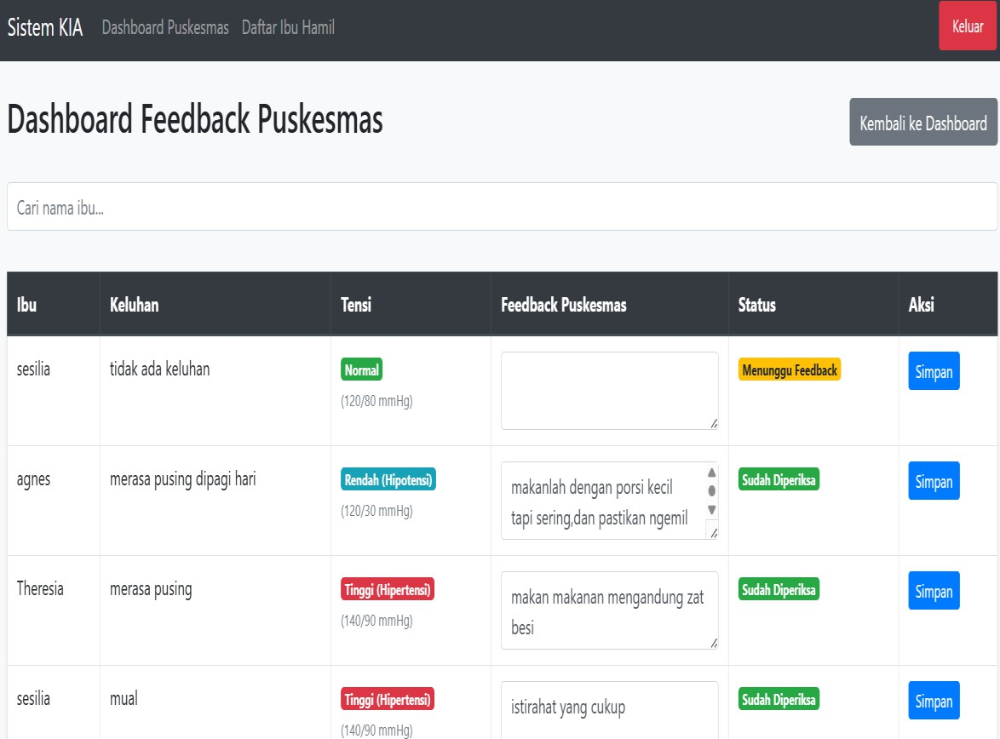 Sistem KIA Dashboard Puskesmas Daftar Ibu Hamil Keluar
Dashboard Feedback Puskesmas Kembali ke Dashboard
Cari nama ibu...
Ibu Keluhan Tensi Feedback Puskesmas Status Aksi
sesilia tidak ada keluhan Normal Menunggu Feedback Simpan
(120/80 mmHg)
agnes merasa pusing dipagi hari Rendah (Hipotensi) makanlah dengan porsi kecil Sudah Diperiksa Simpan
(120/30 mmHg) tapi sering,dan pastikan ngemil
Theresia merasa pusing Tinggi (Hipertensi) makan makanan mengandung zat Sudah Diperiksa Simpan
(140/90 mmHg) besi
sesilia mual Tinggi (Hipertensi) istirahat yang cukup Sudah Diperiksa Simpan
(140/90 mmHg)